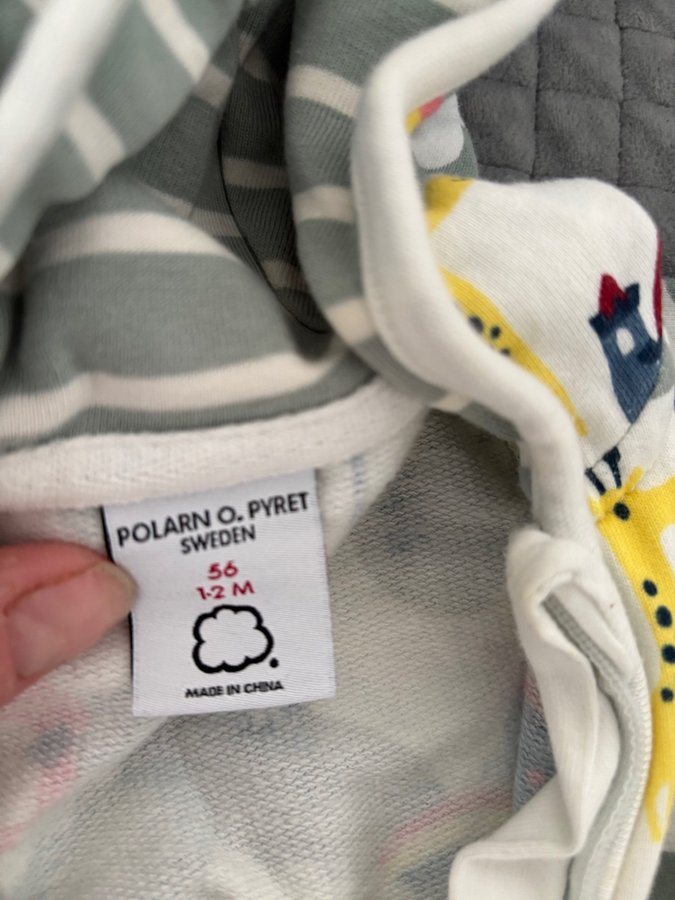 POLARN O. PYRET
SWEDEN
56
1-2 M
MADE IN CHINA